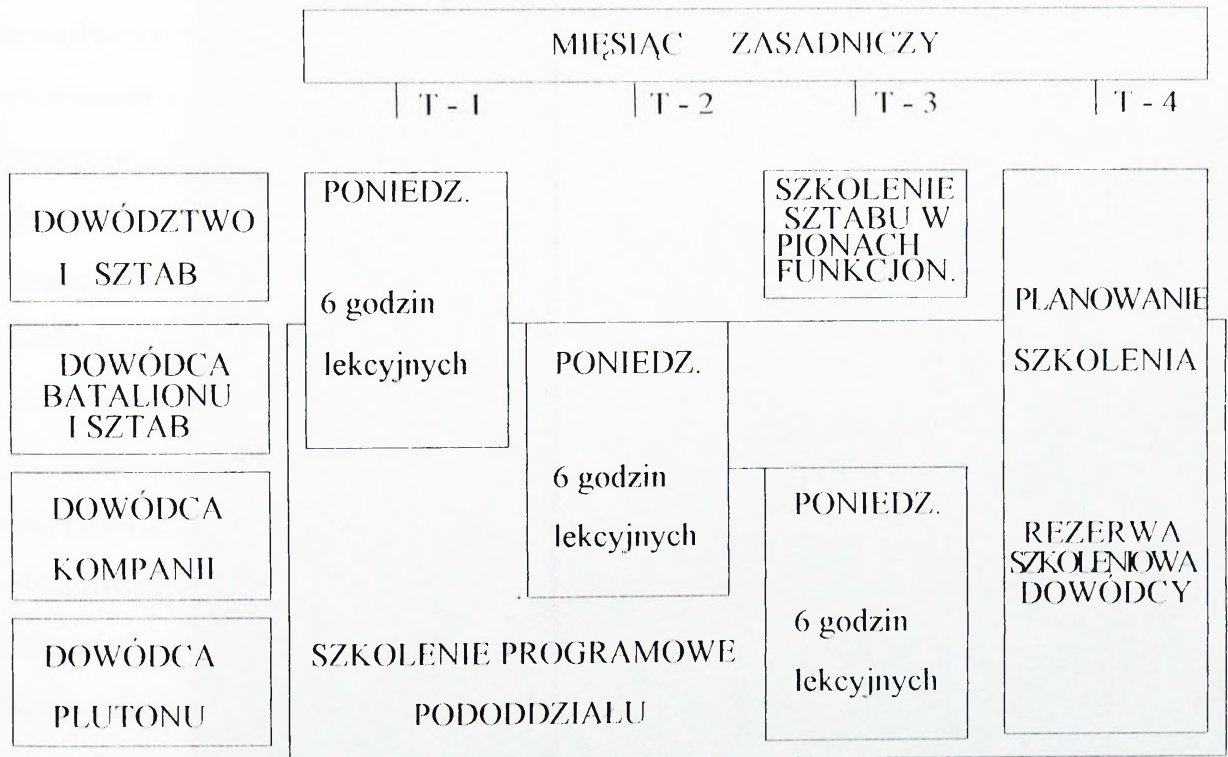 MIESIĄC ZASADNICZY
T - 1
T - 2
T - 3
T - 4
DOWÓDZTWO
I SZTAB
PONIEDZ.
6 godzin
lekcyjnych
SZKOLENIE
SZTABU W
PIONACH
FUNKCJON.
PLANOWANIE
SZKOLENIA
DOWÓDCA
BATALIONU
I SZTAB
PONIEDZ.
6 godzin
lekcyjnych
DOWÓDCA
KOMPANII
PONIEDZ.
6 godzin
lekcyjnych
REZERWA
SZKOLENIOWA
DOWÓDCY
DOWÓDCA
PLUTONU
SZKOLENIE PROGRAMOWE
PODODDZIAŁU